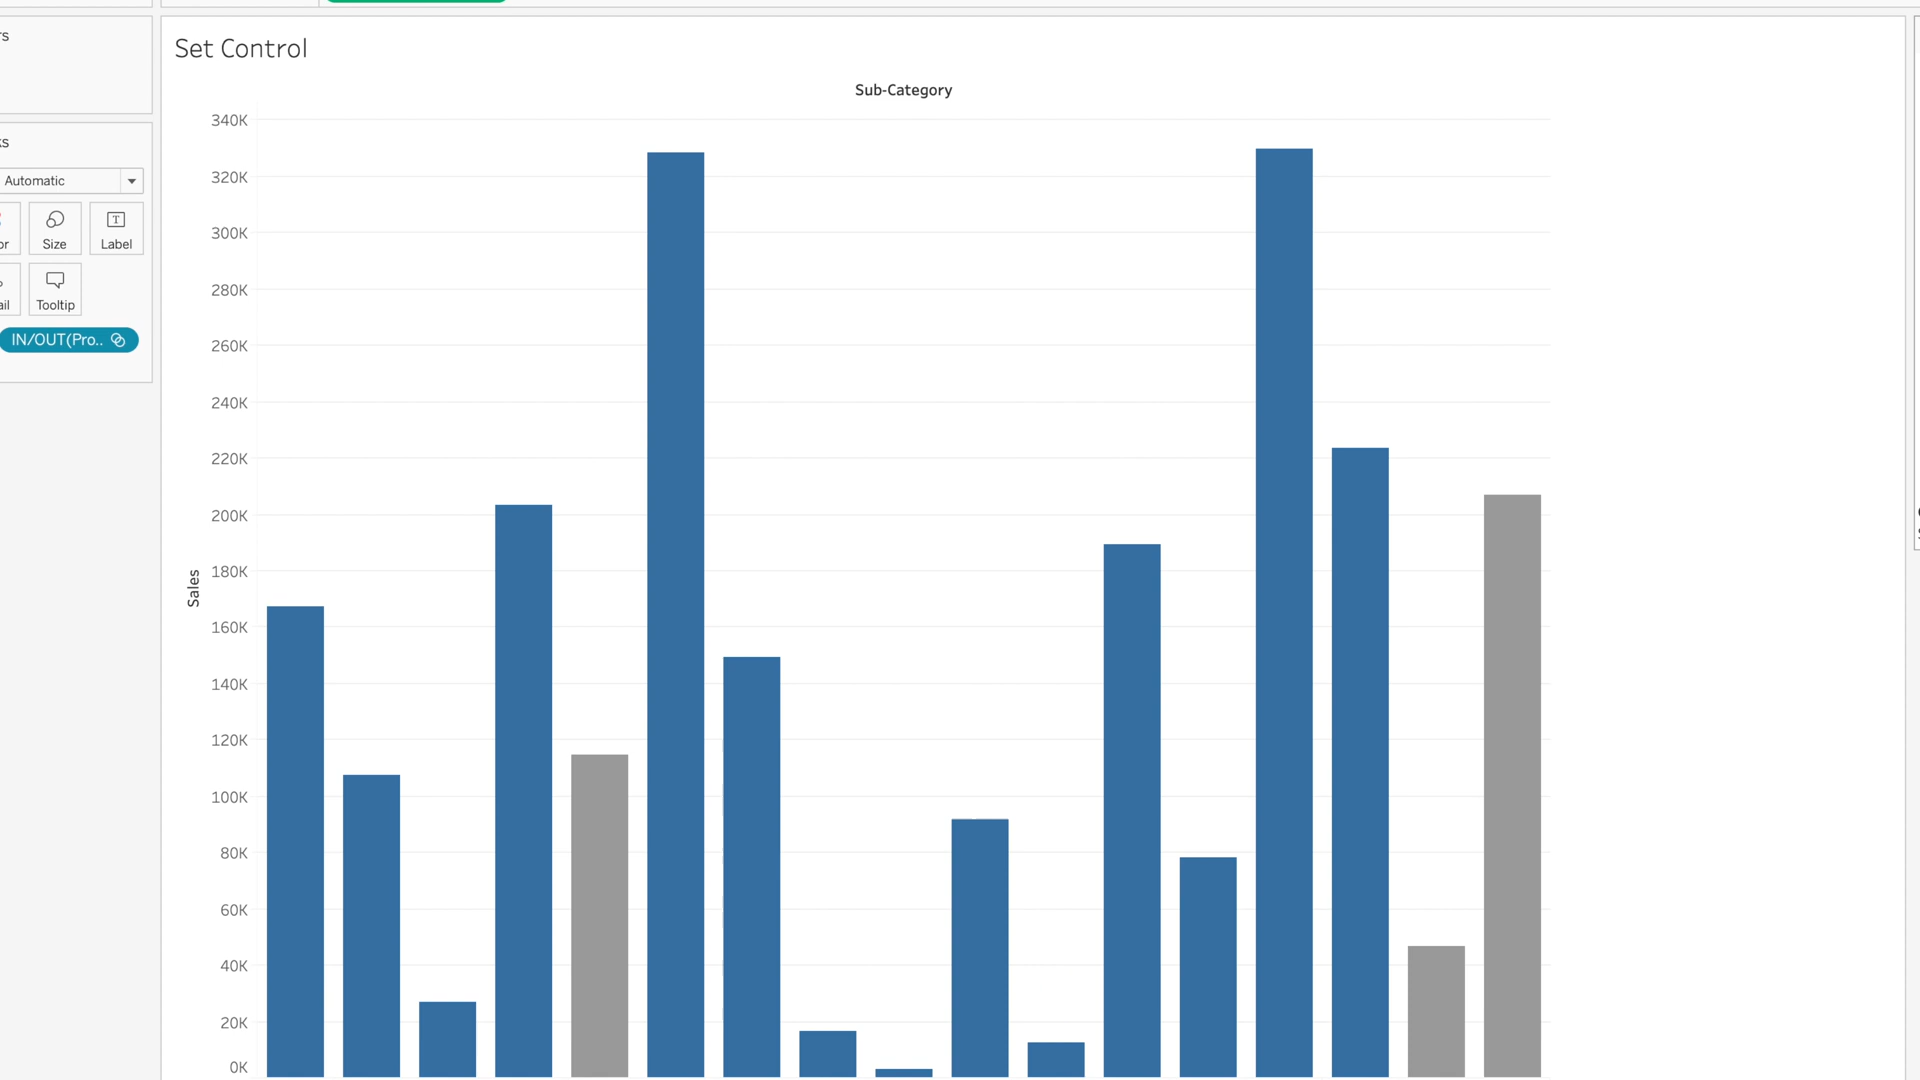 Set Control
Sub-Category
340K
320K
300K
280K
260K
240K
220K
200K
180K
160K
140K
120K
100K
80K
60K
40K
20K
0K
Sales
Automatic
Size
Label
Tooltip
IN/OUT(Pro..